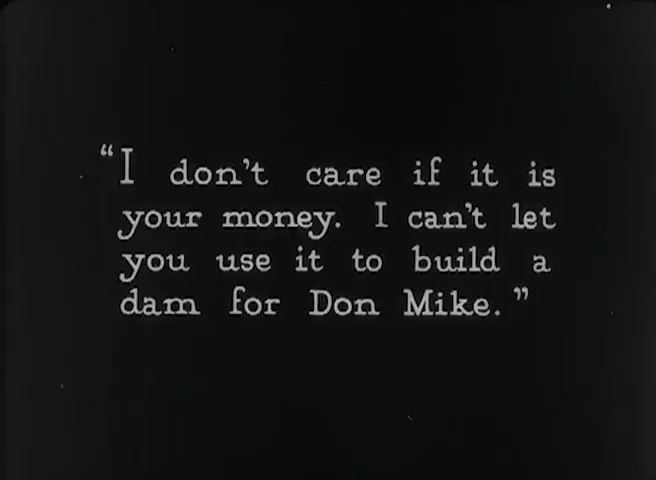 “I don't care if it is
your money. I can't let
you use it to build a
dam for Don Mike.”